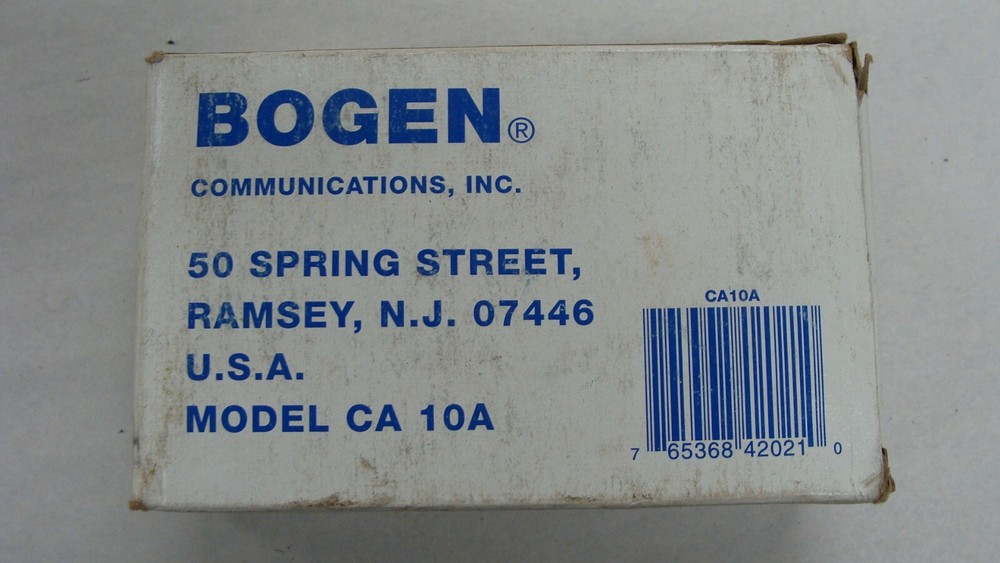 BOGEN®
COMMUNICATIONS, INC.
50 SPRING STREET,
RAMSEY, N.J. 07446
U.S.A.
MODEL CA 10A
CA10A
7 65368 42021 0